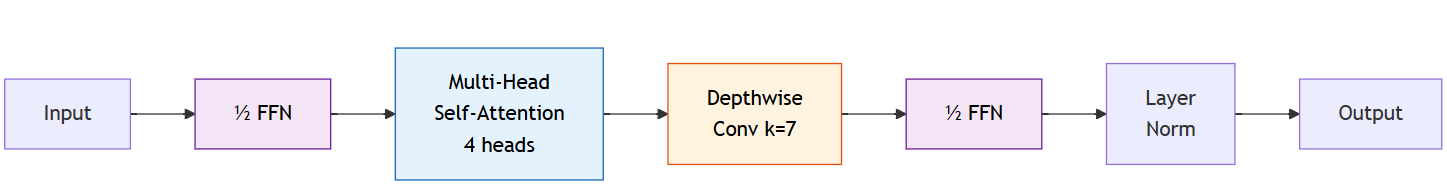 Input
½ FFN
Multi-Head
Self-Attention
4 heads
Depthwise
Conv k=7
½ FFN
Layer
Norm
Output